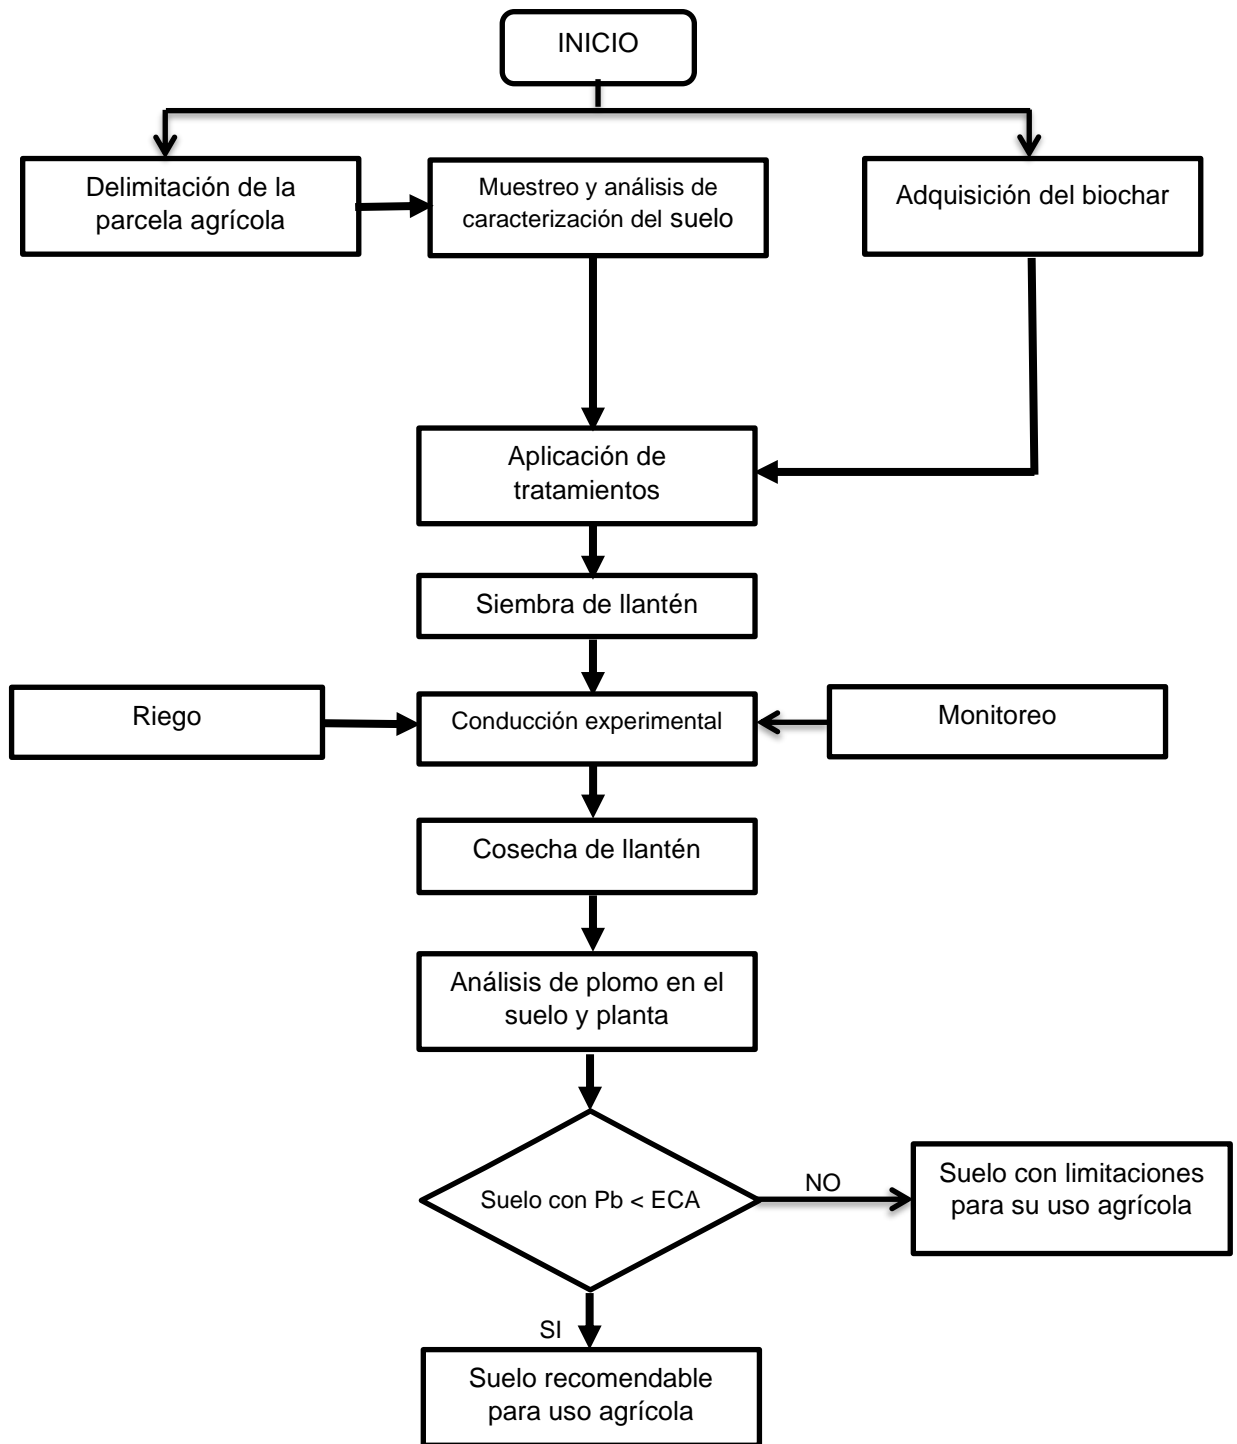 INICIO
Delimitación de la
parcela agrícola
Muestreo y análisis de
caracterización del suelo
Adquisición del biochar
Aplicación de
tratamientos
Siembra de llantén
Riego
Conducción experimental
Monitoreo
Cosecha de llantén
Análisis de plomo en el
suelo y planta
Suelo con Pb < ECA
NO
Suelo con limitaciones
para su uso agrícola
SI
Suelo recomendable
para uso agrícola